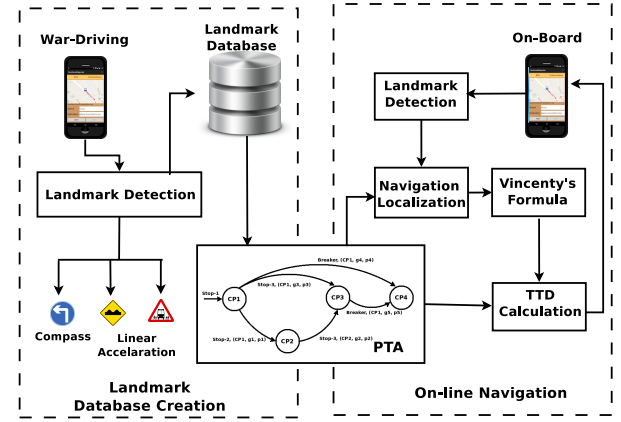 War-Driving
Landmark
Database
Landmark Detection
Compass
Linear
Accelaration
Landmark
Database Creation
Stop-1
CP1
CP2
CP3
CP4
Breaker, (CP1, g4, p4)
Stop-3, (CP1, g3, p3)
Breaker, (CP1, g5, p5)
Stop-2, (CP1, g1, p1)
Stop-3, (CP2, g2, p2)
PTA
On-Board
Landmark
Detection
Navigation
Localization
Vincenty's
Formula
TTD
Calculation
On-line Navigation